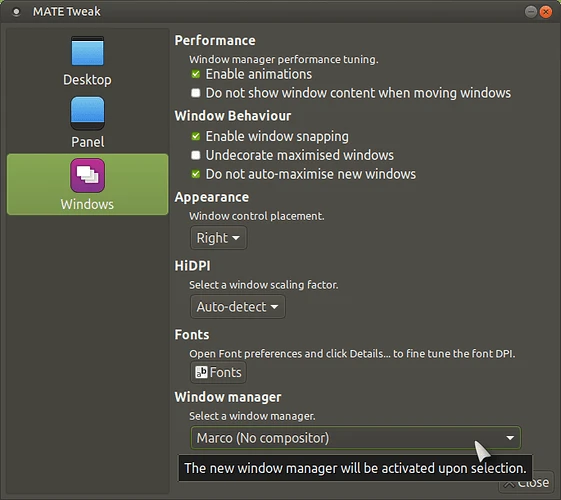 MATE Tweak
Desktop
Panel
Windows
Performance
Window manager performance tuning.
Enable animations
Do not show window content when moving windows
Window Behaviour
Enable window snapping
Undecorate maximised windows
Do not auto-maximise new windows
Appearance
Window control placement.
Right
HiDPI
Select a window scaling factor.
Auto-detect
Fonts
Open Font preferences and click Details... to fine tune the font DPI.
ab Fonts
Window manager
Select a window manager.
Marco (No compositor)
The new window manager will be activated upon selection.
Close